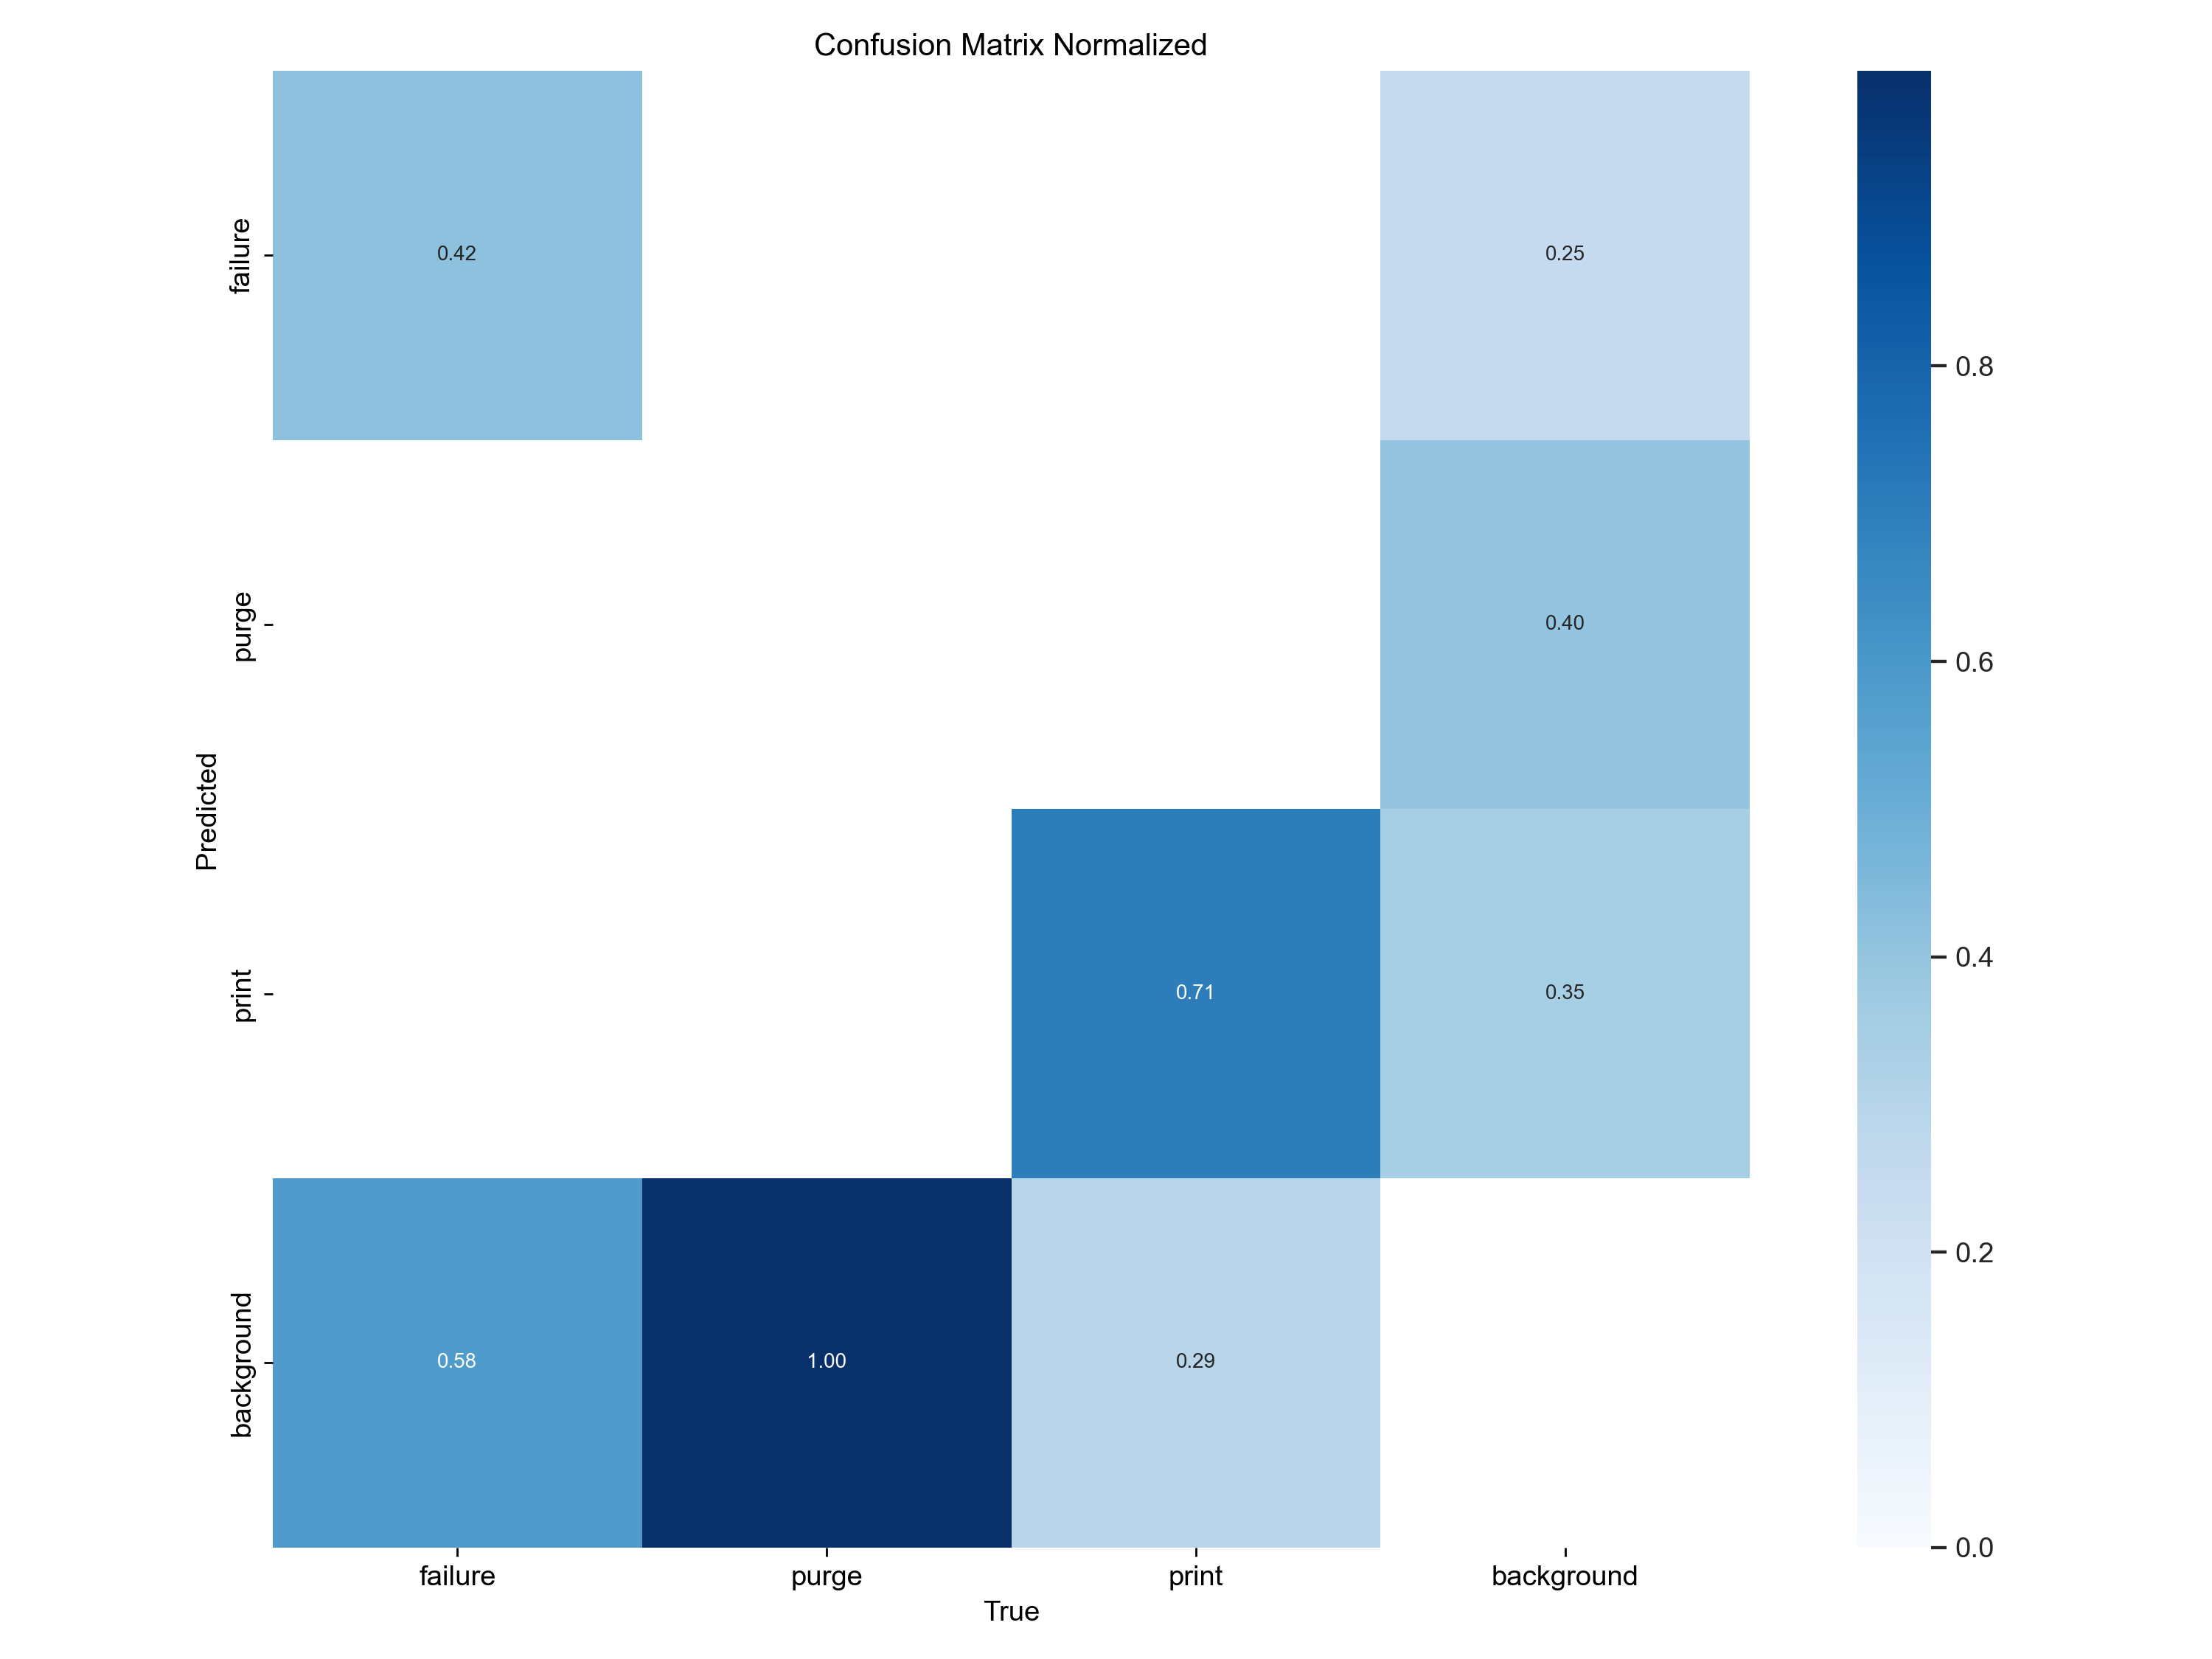 Confusion Matrix Normalized
failure
0.42
0.25
0.8
purge
0.40
0.6
Predicted
print
0.71
0.35
0.4
background
0.58
1.00
0.29
0.2
0.0
failure
purge
print
background
True